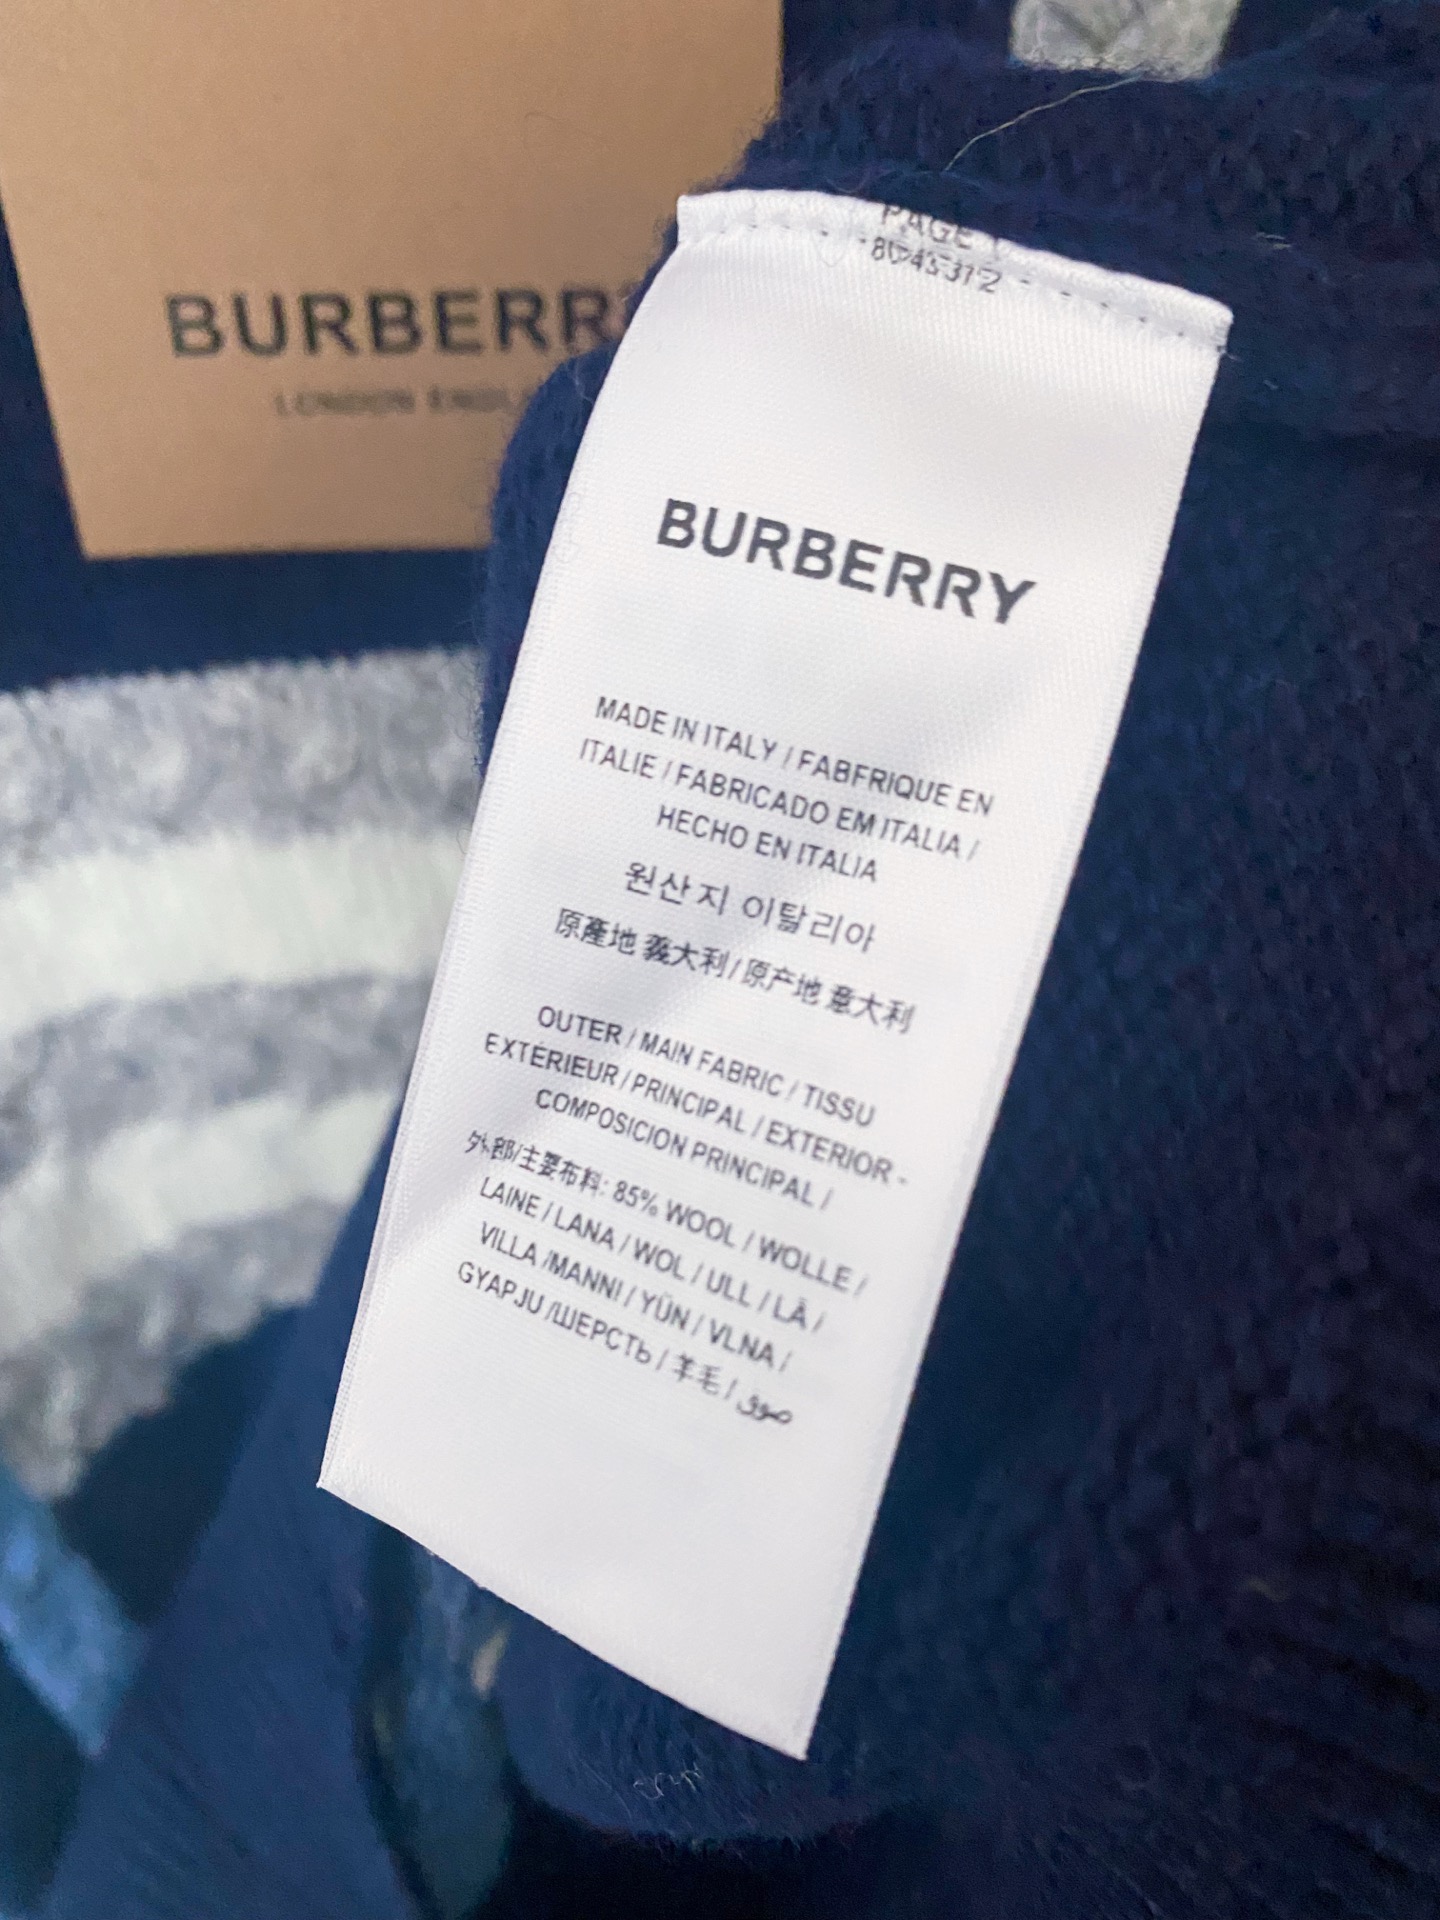 BURBERR
LONDON
PAGE
8045312
BURBERRY
MADE IN ITALY / FABFRIQUE EN
ITALIE / FABRICADO EM ITALIA /
HECHO EN ITALIA
원산지 이탈리아
原產地 義大利/原产地 意大利
OUTER / MAIN FABRIC / TISSU
EXTÉRIEUR / PRINCIPAL / EXTERIOR -
COMPOSICION PRINCIPAL /
外部/主要布料: 85% WOOL / WOLLE /
LAINE / LANA / WOL / ULL / LÃ /
VILLA /MANNI / YÜN / VLNA /
GYAPJU /ШЕРСТЬ / 羊毛 / صوف